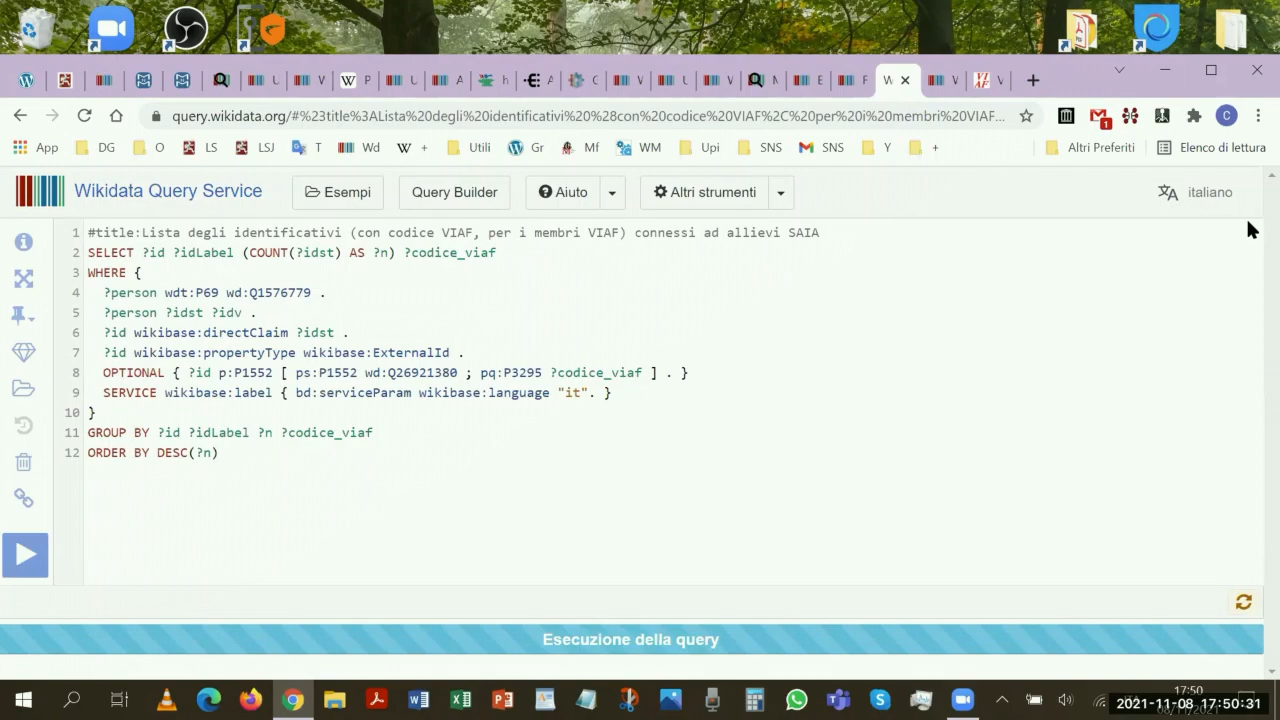 W
P
W
query.wikidata.org/#%23title%3ALista%20degli%20identificativi%20%28con%20codice%20VIAF%2C%20per%20i%20membri%20VIAF...
1
C
App
DG
O
LS
LSJ
T
Wd
+
Utili
Gr
Mf
WM
Upi
SNS
SNS
Y
+
Altri Preferiti
Elenco di lettura
Wikidata Query Service
Esempi
Query Builder
Aiuto
Altri strumenti
italiano
1 #title:Lista degli identificativi (con codice VIAF, per i membri VIAF) connessi ad allievi SAIA
2 SELECT ?id ?idLabel (COUNT(?idst) AS ?n) ?codice_viaf
3 WHERE {
4 ?person wdt:P69 wd:Q1576779 .
5 ?person ?idst ?idv .
6 ?id wikibase:directClaim ?idst .
7 ?id wikibase:propertyType wikibase:ExternalId .
8 OPTIONAL { ?id p:P1552 [ ps:P1552 wd:Q26921380 ; pq:P3295 ?codice_viaf ] . }
9 SERVICE wikibase:label { bd:serviceParam wikibase:language "it". }
10 }
11 GROUP BY ?id ?idLabel ?n ?codice_viaf
12 ORDER BY DESC(?n)
Esecuzione della query
17:50
2021-11-08 17:50:31